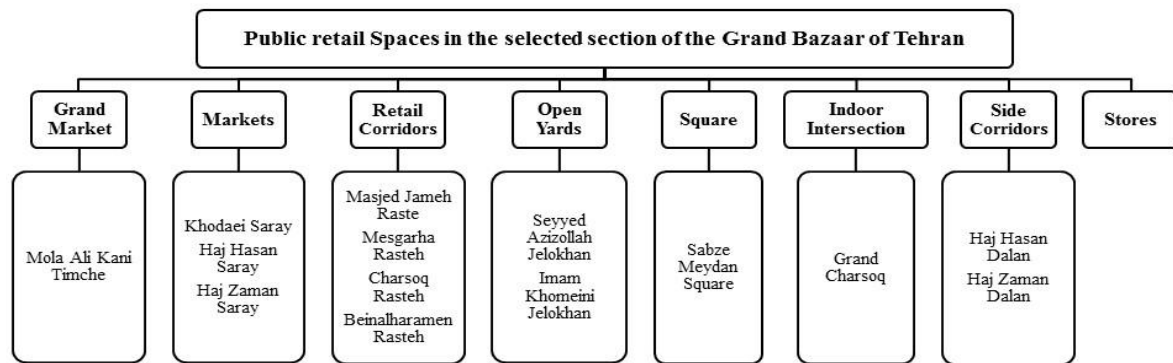 Public retail Spaces in the selected section of the Grand Bazaar of Tehran
Grand
Market
Markets
Retail
Corridors
Open
Yards
Square
Indoor
Intersection
Side
Corridors
Stores
Mola Ali Kani
Timche
Khodaei Saray
Haj Hasan
Saray
Haj Zaman
Saray
Masjed Jameh
Raste
Mesgarha
Rasteh
Charsoq
Rasteh
Beinalharamen
Rasteh
Seyyed
Azizollah
Jelokhan
Imam
Khomeini
Jelokhan
Sabze
Meydan
Square
Grand
Charsoq
Haj Hasan
Dalan
Haj Zaman
Dalan